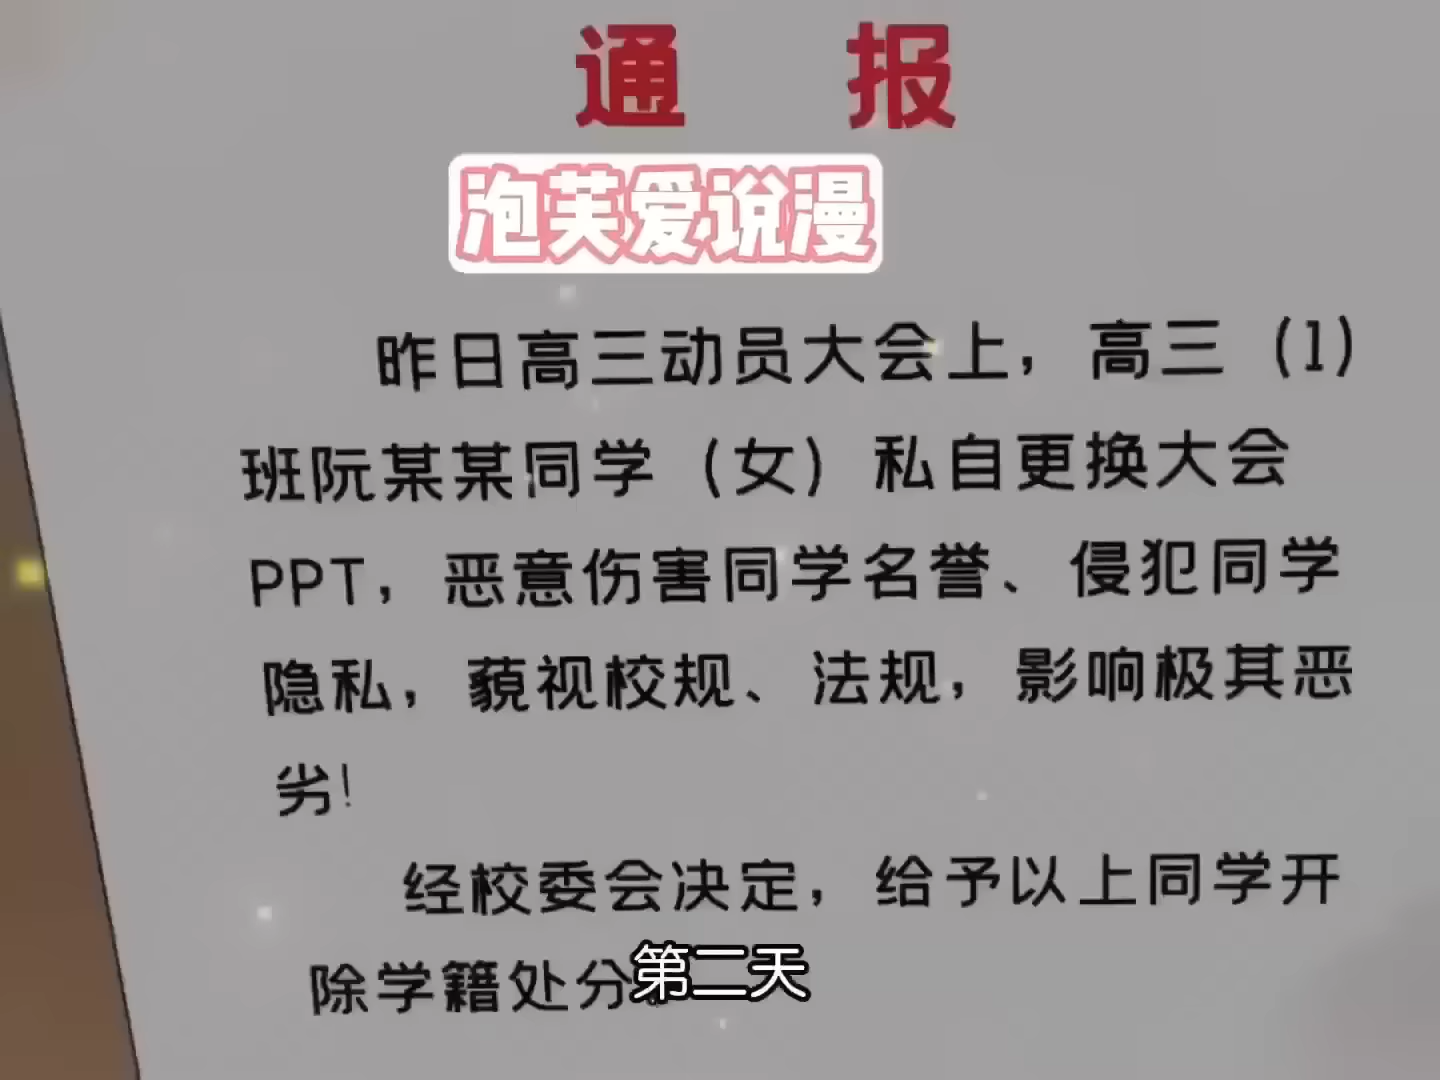 通 报
泡芙爱说漫
昨日高三动员大会上，高三（1）
班阮某某同学（女）私自更换大会
PPT，恶意伤害同学名誉、侵犯同学
隐私，藐视校规、法规，影响极其恶
劣！
经校委会决定，给予以上同学开
除学籍处分。
第二天